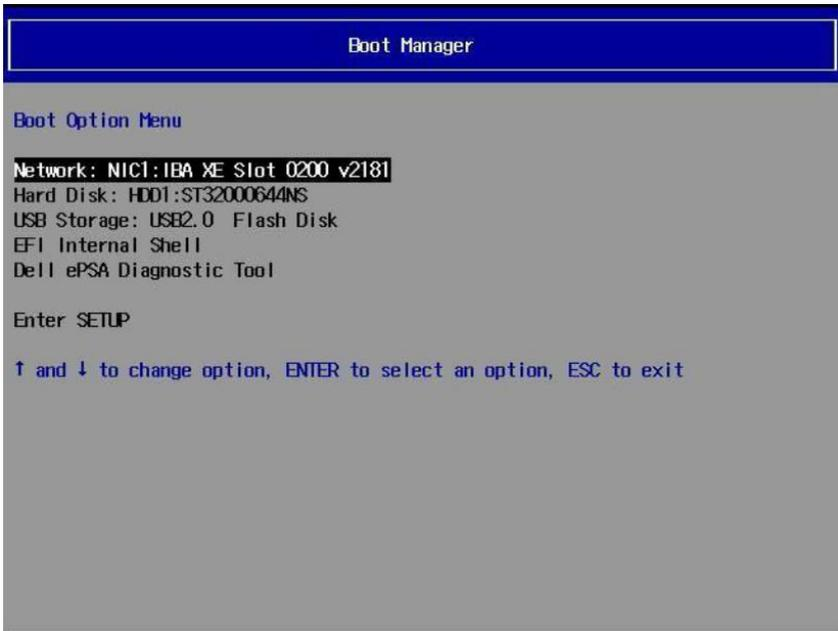 Boot Manager
Boot Option Menu
Network: NIC1:IBA XE Slot 0200 v2181
Hard Disk: HDD1:ST32000644NS
USB Storage: USB2.0  Flash Disk
EFI Internal Shell
Dell ePSA Diagnostic Tool
Enter SETUP
↑ and ↓ to change option, ENTER to select an option, ESC to exit